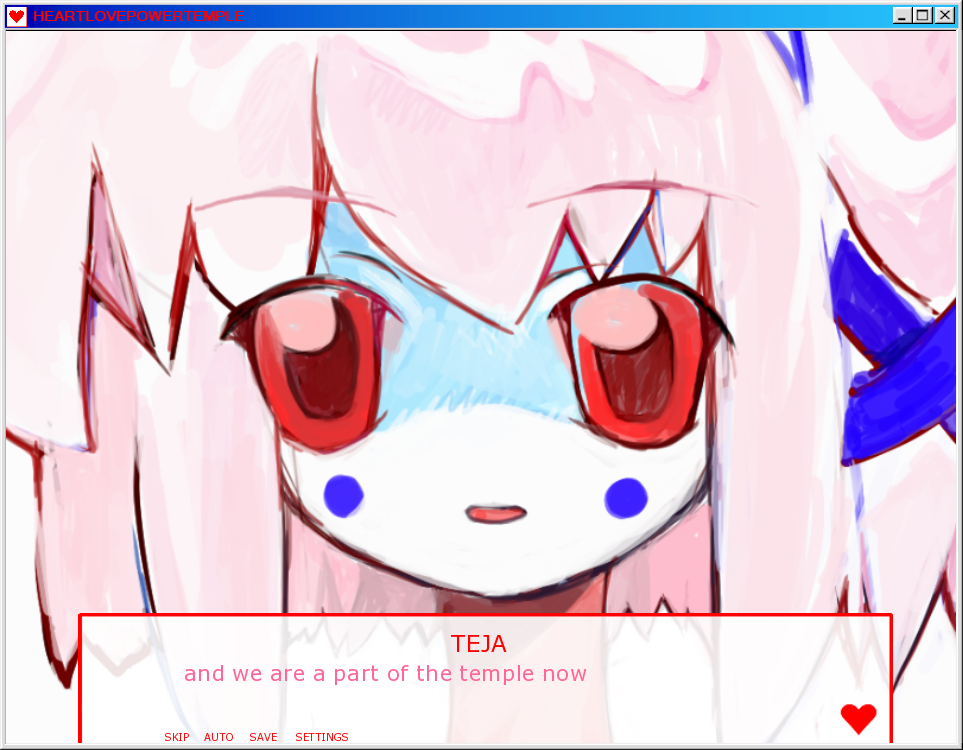 HEARTLOVEPOWERTEMPLE
TEJA
and we are a part of the temple now
SKIP AUTO SAVE SETTINGS